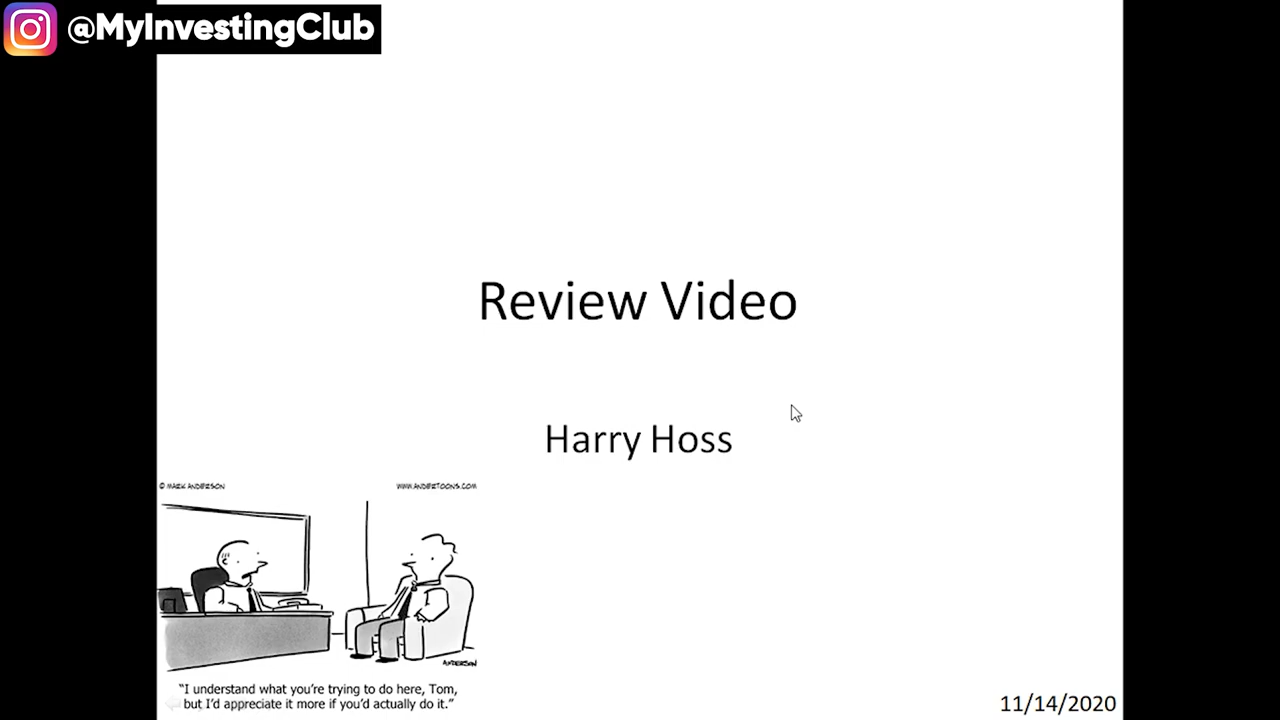 @MyInvestingClub
Review Video
Harry Hoss
© MARK ANDERSON
WWW.ANDERTOONS.COM
ANDERSON
"I understand what you're trying to do here, Tom,
but I'd appreciate it more if you'd actually do it."
11/14/2020